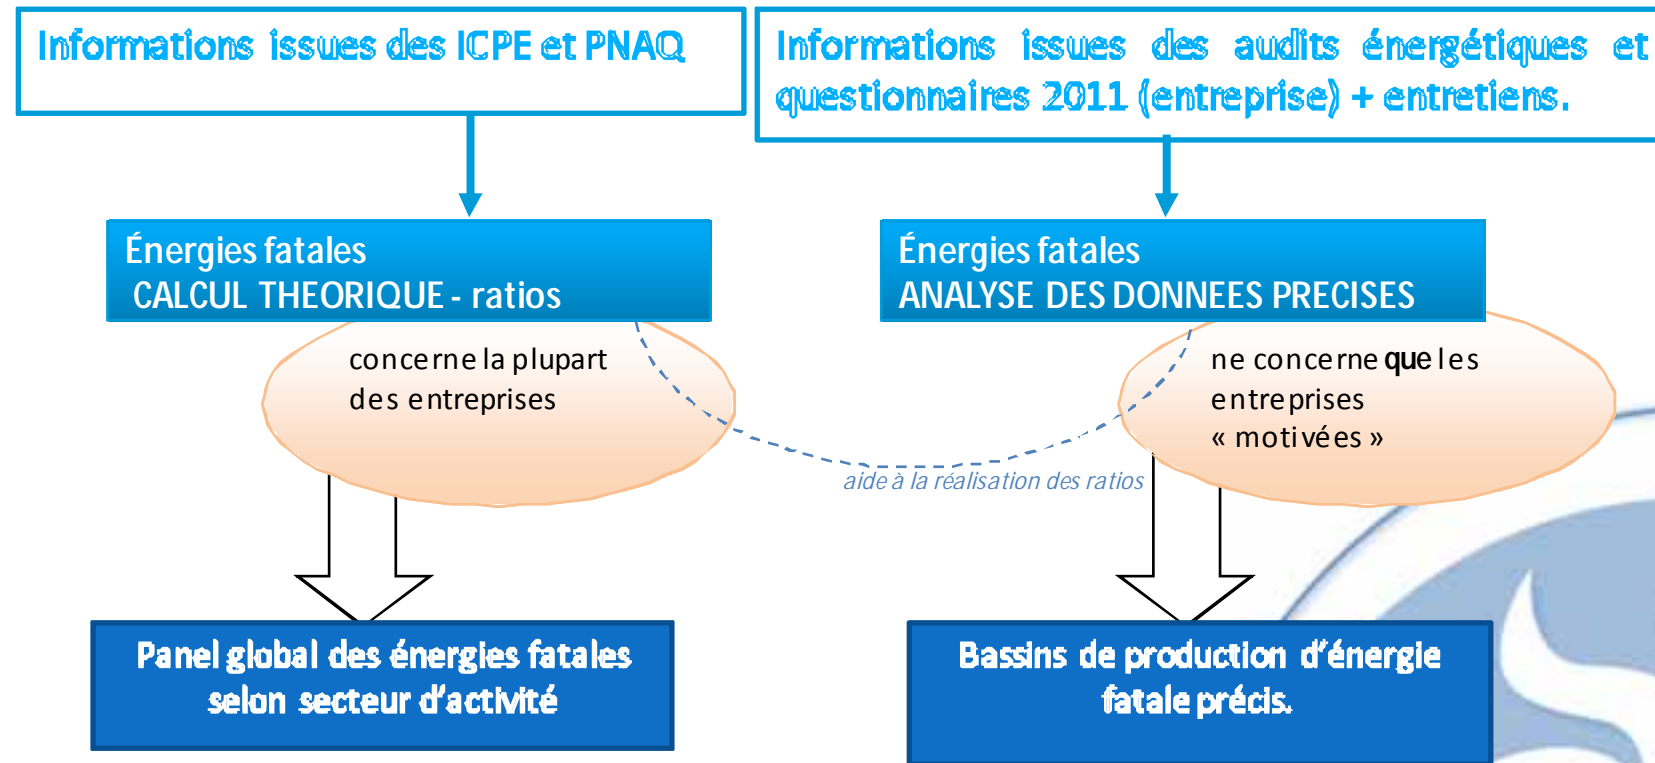 Informations issues des ICPE et PNAQ
Informations issues des audits énergétiques et
questionnaires 2011 (entreprise) + entretiens.
Énergies fatales
CALCUL THEORIQUE - ratios
Énergies fatales
ANALYSE DES DONNEES PRECISES
concerne la plupart
des entreprises
ne concerne que les
entreprises
« motivées »
aide à la réalisation des ratios
Panel global des énergies fatales
selon secteur d'activité
Bassins de production d'énergie
fatale précis.